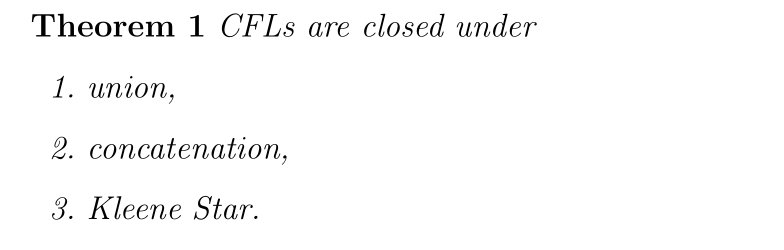 Theorem 1 CFLs are closed under
1. union,
2. concatenation,
3. Kleene Star.